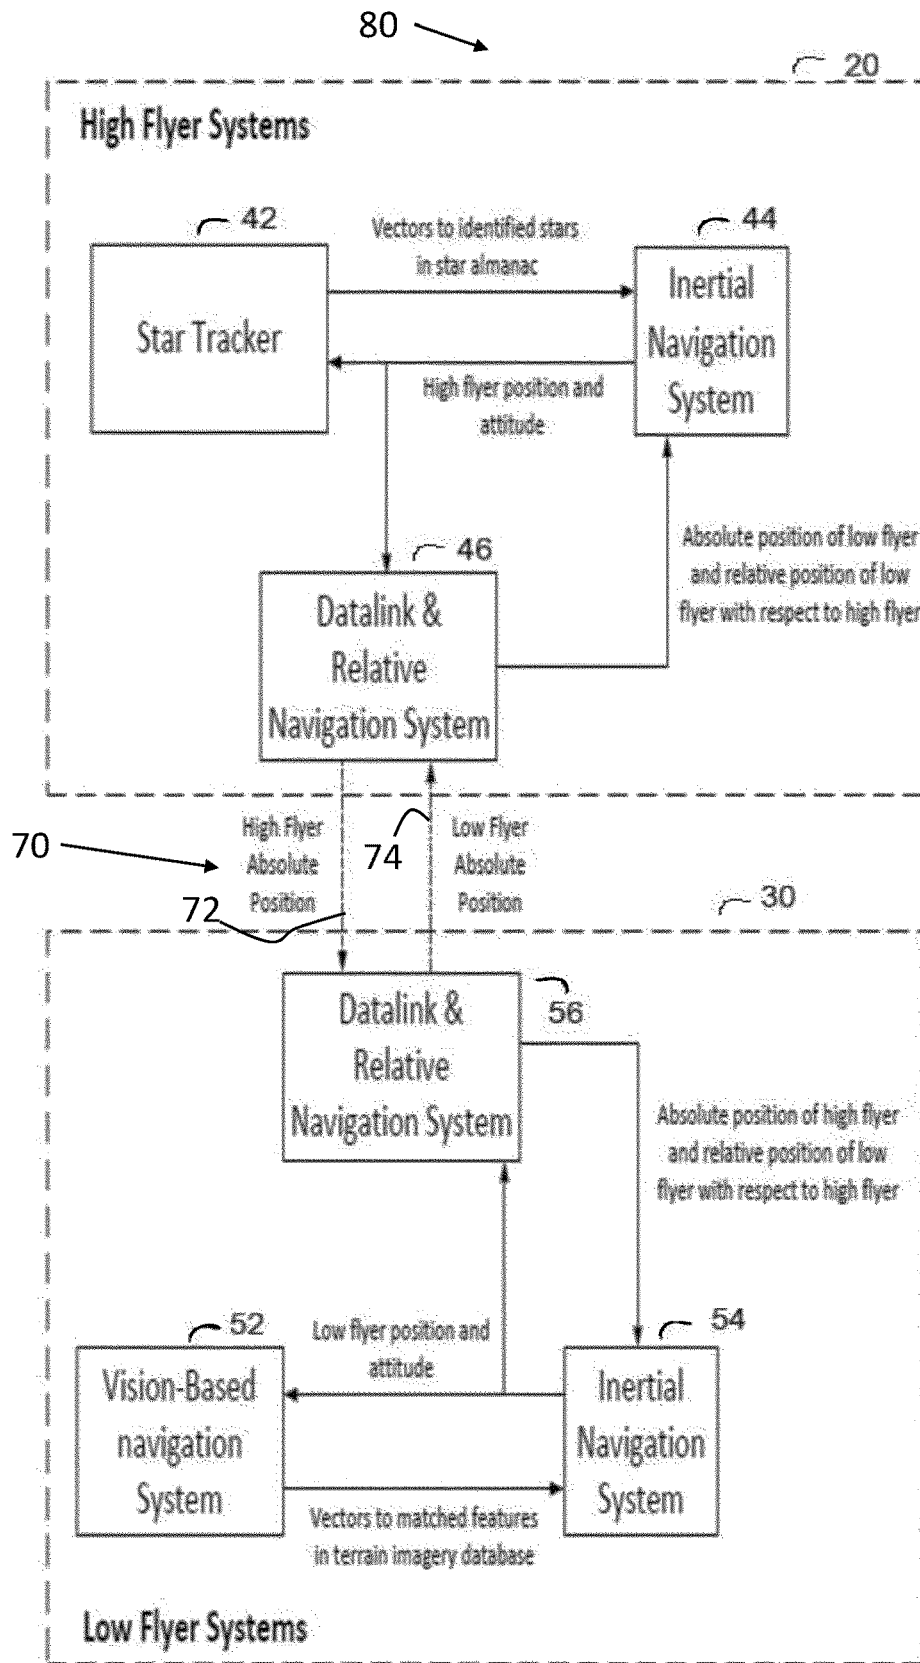 80
20
High Flyer Systems
42
Vectors to identified stars
in star almanac
44
Star Tracker
Inertial
Navigation
System
High flyer position and
attitude
46
Absolute position of low flyer
and relative position of low
flyer with respect to high flyer
Datalink &
Relative
Navigation System
70
High Flyer
Absolute
Position
72
74
Low Flyer
Absolute
Position
30
Datalink &
Relative
Navigation System
56
Absolute position of high flyer
and relative position of low
flyer with respect to high flyer
52
Low flyer position and
attitude
54
Vision-Based
navigation
System
Inertial
Navigation
System
Vectors to matched features
in terrain imagery database
Low Flyer Systems